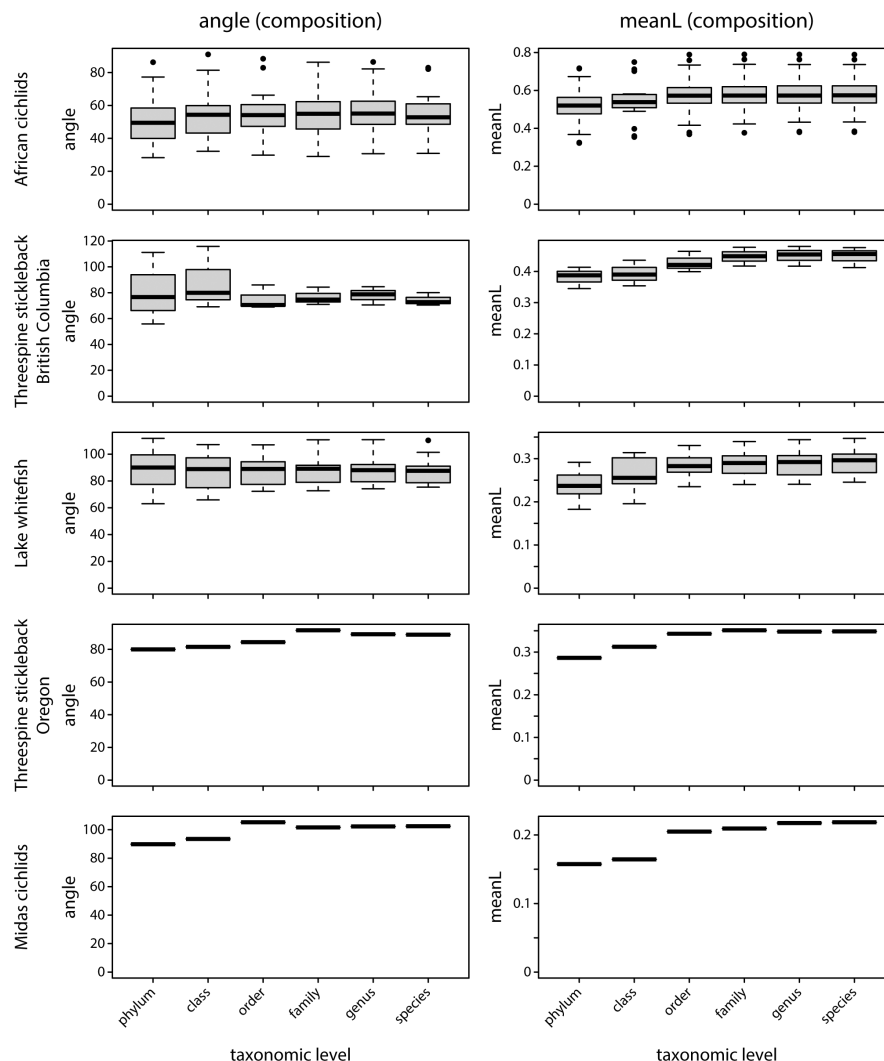 angle (composition)
meanL (composition)
African cichlids
angle
80
60
40
20
0
meanL
0.8
0.6
0.4
0.2
0
Threespine stickleback
British Columbia
angle
120
100
80
60
40
20
0
meanL
0.4
0.3
0.2
0.1
0
Lake whitefish
angle
100
80
60
40
20
0
meanL
0.3
0.2
0.1
0
Threespine stickleback
Oregon
angle
80
60
40
20
0
meanL
0.3
0.2
0.1
0
Midas cichlids
angle
100
80
60
40
20
0
meanL
0.2
0.1
0
phylum
class
order
family
genus
species
phylum
class
order
family
genus
species
taxonomic level
taxonomic level